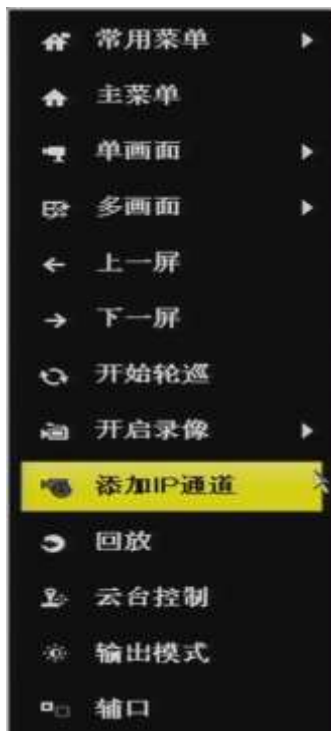 常用菜单
主菜单
单画面
多画面
上一屏
下一屏
开始轮巡
开启录像
添加IP通道
回放
云台控制
输出模式
辅口